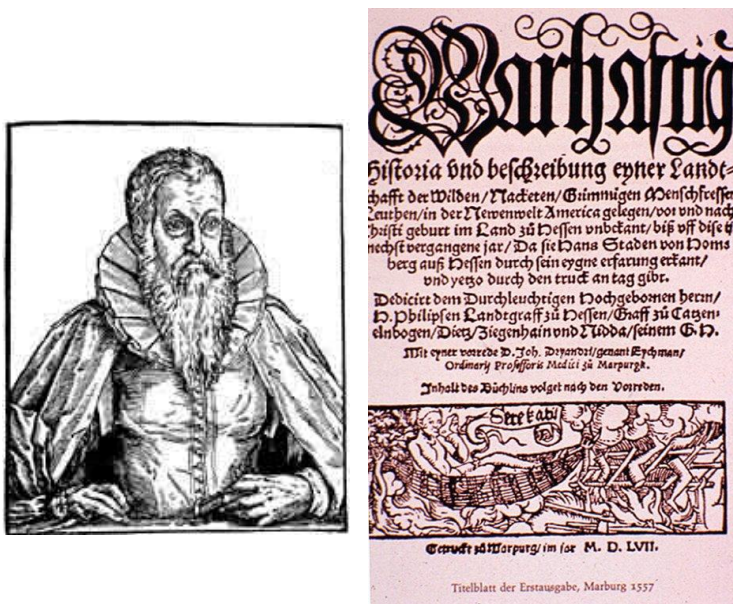 Warhaftig
Historia vnd beschreibung eyner Landt-
schafft der Wilden/Nacketen/Grimmigen Menschfresser
Leuthen/in der Newenwelt America gelegen/vor vnd nach
Christi geburt im Land zů Hessen vnbekant/biß vff dise ij
nechst vergangene jar/Da sie Hans Staden von Homs
berg auß Hessen durch sein eygne erfarung erkant/
vnd yetzo durch den truck an tag gibt.
Dedicirt dem Durchleuchtigen Hochgebornen herrn/
H. Philipsen Landtgraff zů Hessen/Graff zů Catzen-
elnbogen/Dietz/Ziegenhain vnd Nidda/seinem G. H.
Mit eyner vorrede D. Joh. Dryandri/genant Eychman/
Ordinarij Professoris Medici zů Marpurgk.
Inhalt des Büchlins volget nach den Vorreden.
Sete Katu
Getruckt zů Marpurg/im jar M. D. LVII.
Titelblatt der Erstausgabe, Marburg 1557